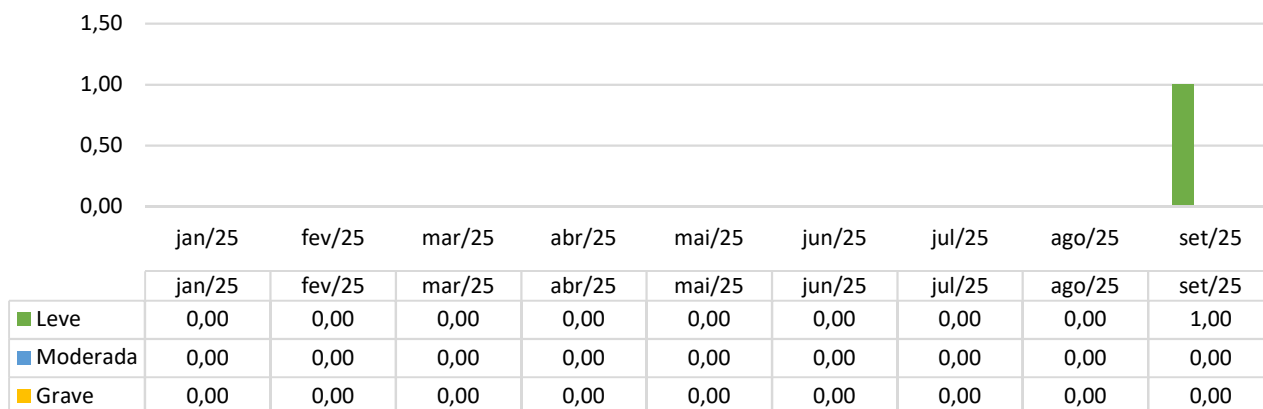 1,50
1,00
0,50
0,00
jan/25 fev/25 mar/25 abr/25 mai/25 jun/25 jul/25 ago/25 set/25
jan/25 fev/25 mar/25 abr/25 mai/25 jun/25 jul/25 ago/25 set/25
Leve 0,00 0,00 0,00 0,00 0,00 0,00 0,00 0,00 1,00
Moderada 0,00 0,00 0,00 0,00 0,00 0,00 0,00 0,00 0,00
Grave 0,00 0,00 0,00 0,00 0,00 0,00 0,00 0,00 0,00